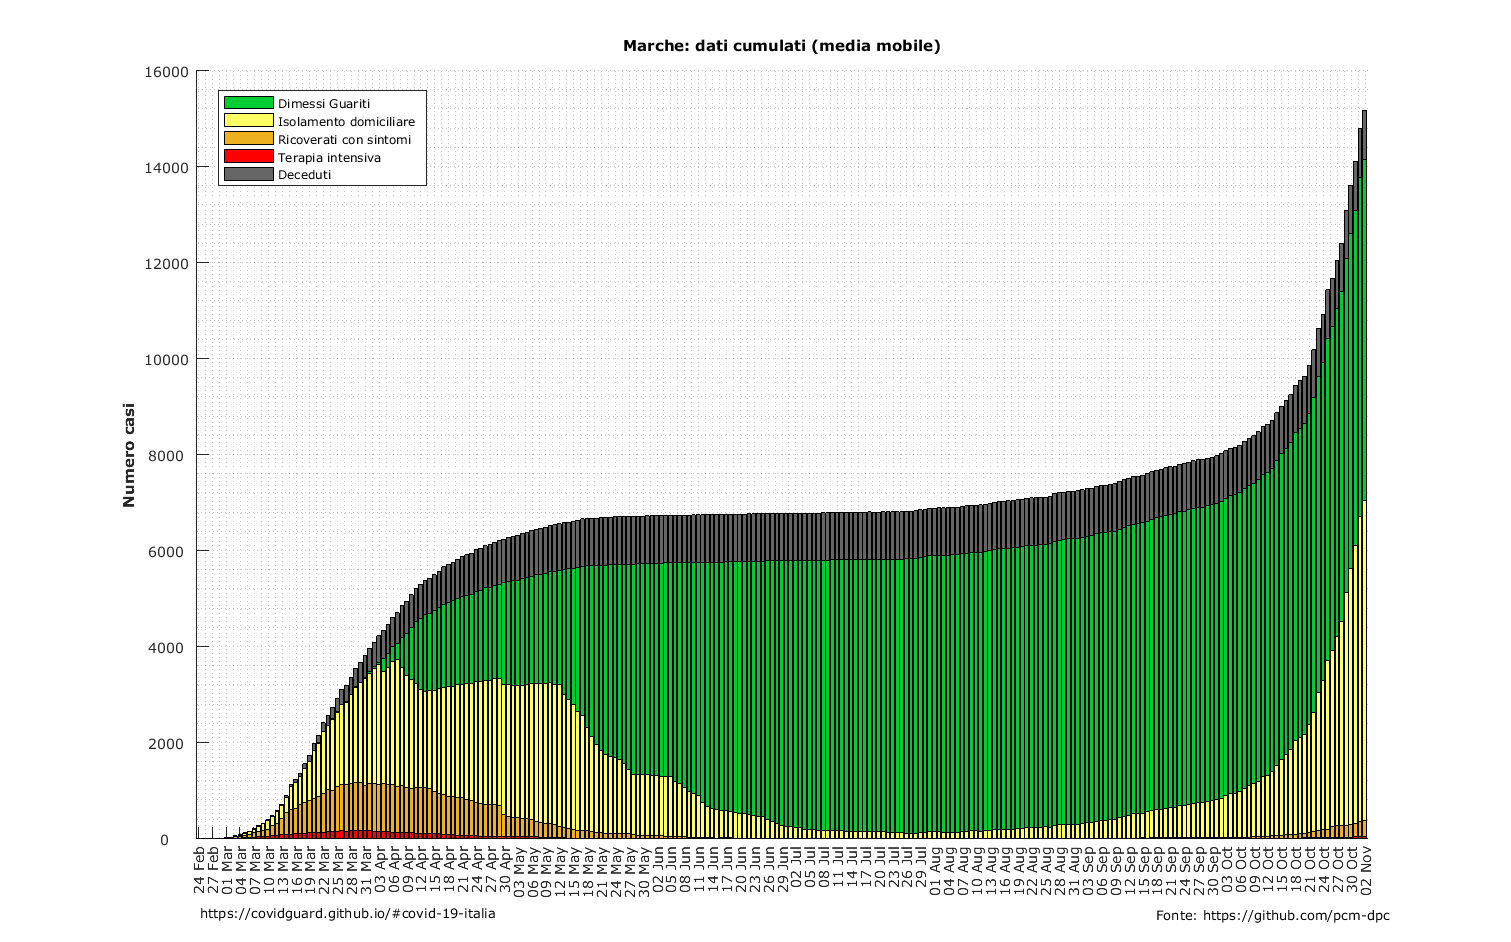 Marche: dati cumulati (media mobile)
16000
14000
12000
10000
8000
6000
4000
2000
0
Numero casi
Dimessi Guariti
Isolamento domiciliare
Ricoverati con sintomi
Terapia intensiva
Deceduti
24 Feb
27 Feb
01 Mar
04 Mar
07 Mar
10 Mar
13 Mar
16 Mar
19 Mar
22 Mar
25 Mar
28 Mar
31 Mar
03 Apr
06 Apr
09 Apr
12 Apr
15 Apr
18 Apr
21 Apr
24 Apr
27 Apr
30 Apr
03 May
06 May
09 May
12 May
15 May
18 May
21 May
24 May
27 May
30 May
02 Jun
05 Jun
08 Jun
11 Jun
14 Jun
17 Jun
20 Jun
23 Jun
26 Jun
29 Jun
02 Jul
05 Jul
08 Jul
11 Jul
14 Jul
17 Jul
20 Jul
23 Jul
26 Jul
29 Jul
01 Aug
04 Aug
07 Aug
10 Aug
13 Aug
16 Aug
19 Aug
22 Aug
25 Aug
28 Aug
31 Aug
03 Sep
06 Sep
09 Sep
12 Sep
15 Sep
18 Sep
21 Sep
24 Sep
27 Sep
30 Sep
03 Oct
06 Oct
09 Oct
12 Oct
15 Oct
18 Oct
21 Oct
24 Oct
27 Oct
30 Oct
02 Nov
https://covidguard.github.io/#covid-19-italia
Fonte: https://github.com/pcm-dpc